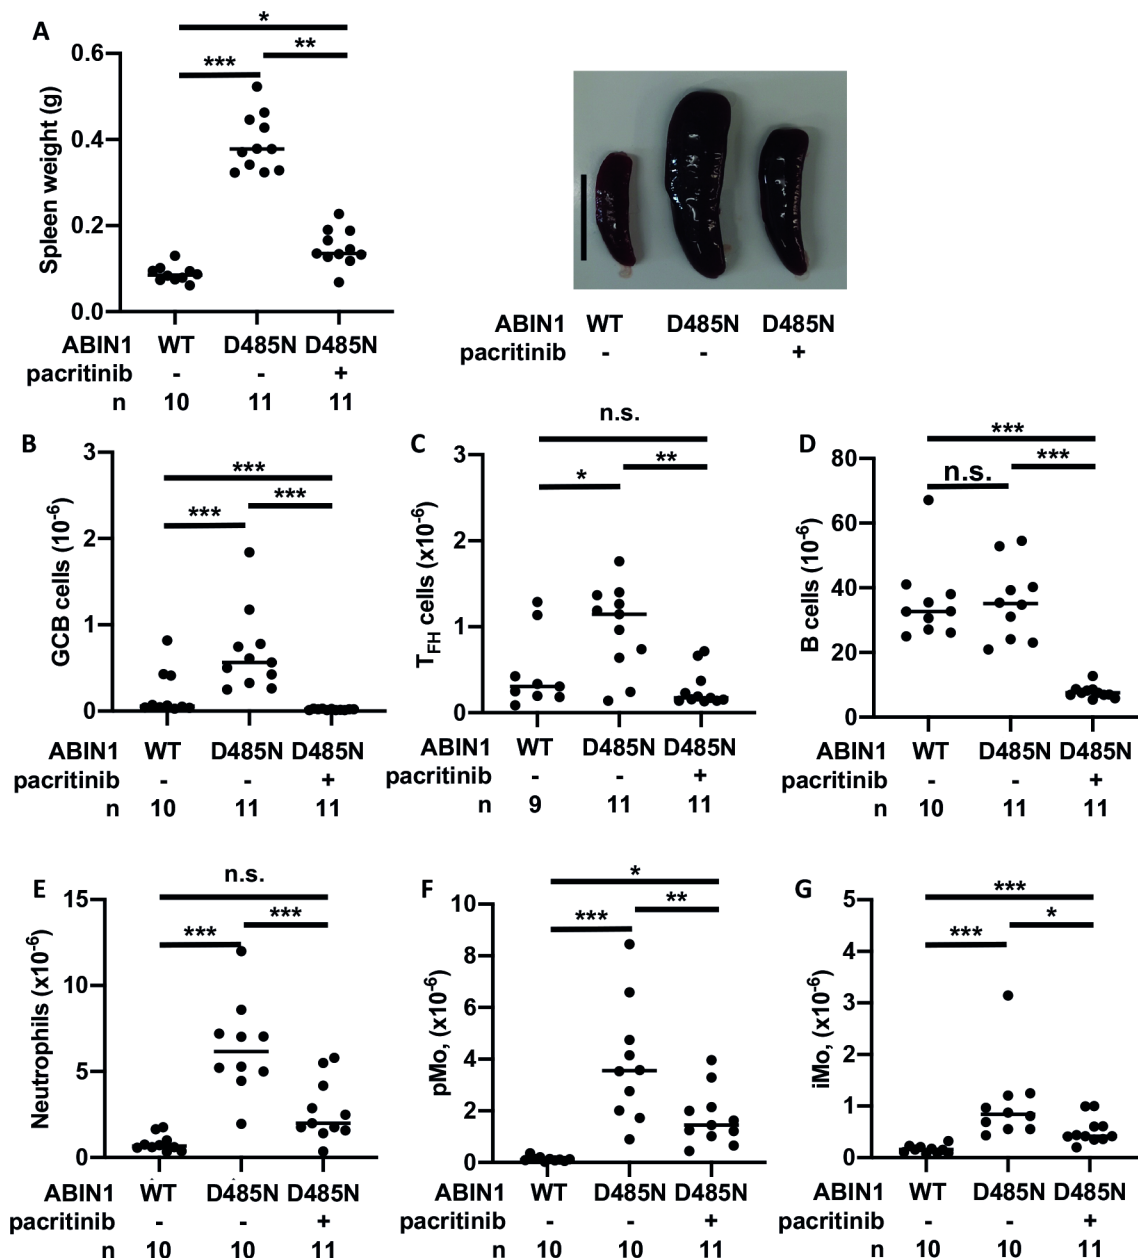 A
*
**
***
0.6
0.4
0.2
0.0
Spleen weight (g)
ABIN1 WT D485N D485N
pacritinib - - +
n 10 11 11
ABIN1 WT D485N D485N
pacritinib - - +
B
***
***
***
3
2
1
0
GCB cells (10-6)
ABIN1 WT D485N D485N
pacritinib - - +
n 10 11 11
C
n.s.
**
*
3
2
1
0
TFH cells (x10-6)
ABIN1 WT D485N D485N
pacritinib - - +
n 9 11 11
D
***
***
n.s.
80
60
40
20
0
B cells (10-6)
ABIN1 WT D485N D485N
pacritinib - - +
n 10 11 11
E
n.s.
***
***
15
10
5
0
Neutrophils (x10-6)
ABIN1 WT D485N D485N
pacritinib - - +
n 10 10 11
F
*
**
***
10
8
6
4
2
0
pMo, (x10-6)
ABIN1 WT D485N D485N
pacritinib - - +
n 10 10 11
G
***
*
***
5
4
3
2
1
0
iMo, (x10-6)
ABIN1 WT D485N D485N
pacritinib - - +
n 10 10 11